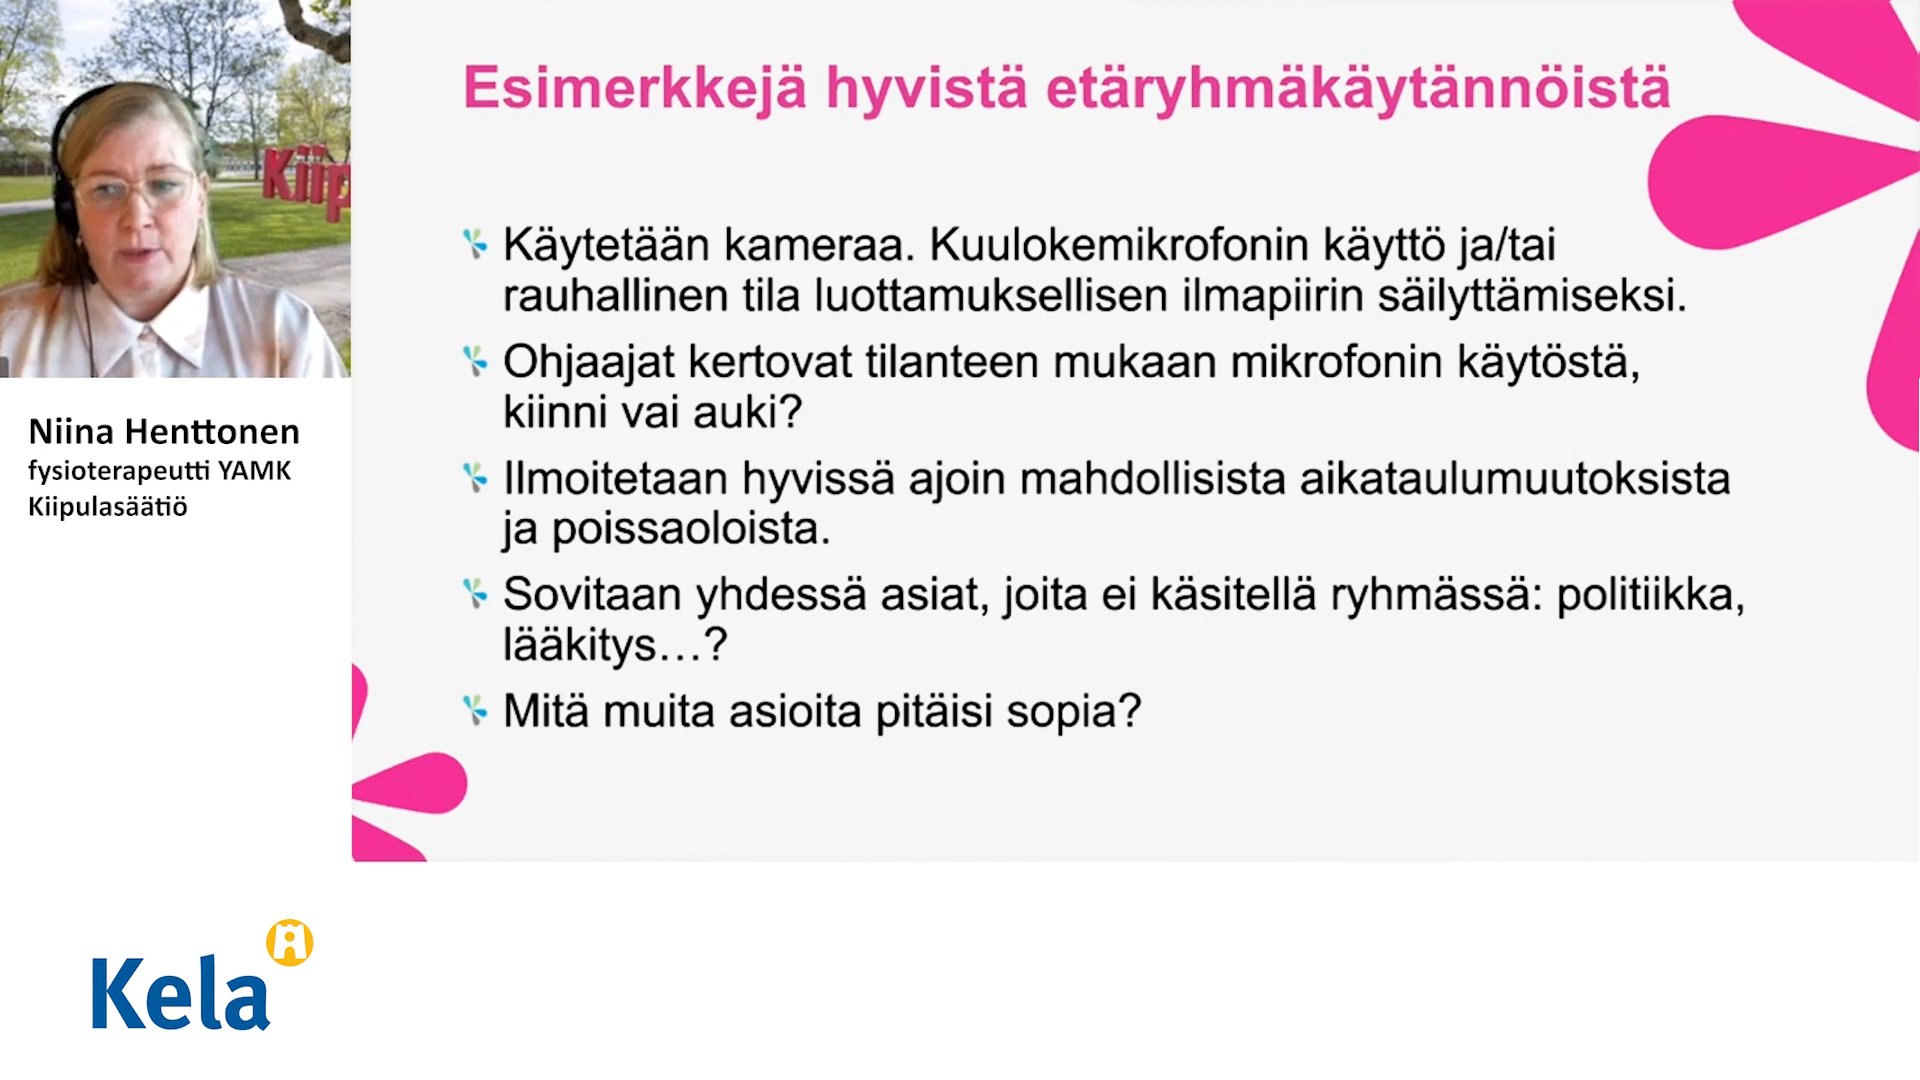 Kiip
Niina Henttonen
fysioterapeutti YAMK
Kiipulasäätiö
Esimerkkejä hyvistä etäryhmäkäytännöistä
Käytetään kameraa. Kuulokemikrofonin käyttö ja/tai
rauhallinen tila luottamuksellisen ilmapiirin säilyttämiseksi.
Ohjaajat kertovat tilanteen mukaan mikrofonin käytöstä,
kiinni vai auki?
Ilmoitetaan hyvissä ajoin mahdollisista aikataulumuutoksista
ja poissaoloista.
Sovitaan yhdessä asiat, joita ei käsitellä ryhmässä: politiikka,
lääkitys…?
Mitä muita asioita pitäisi sopia?
Kela